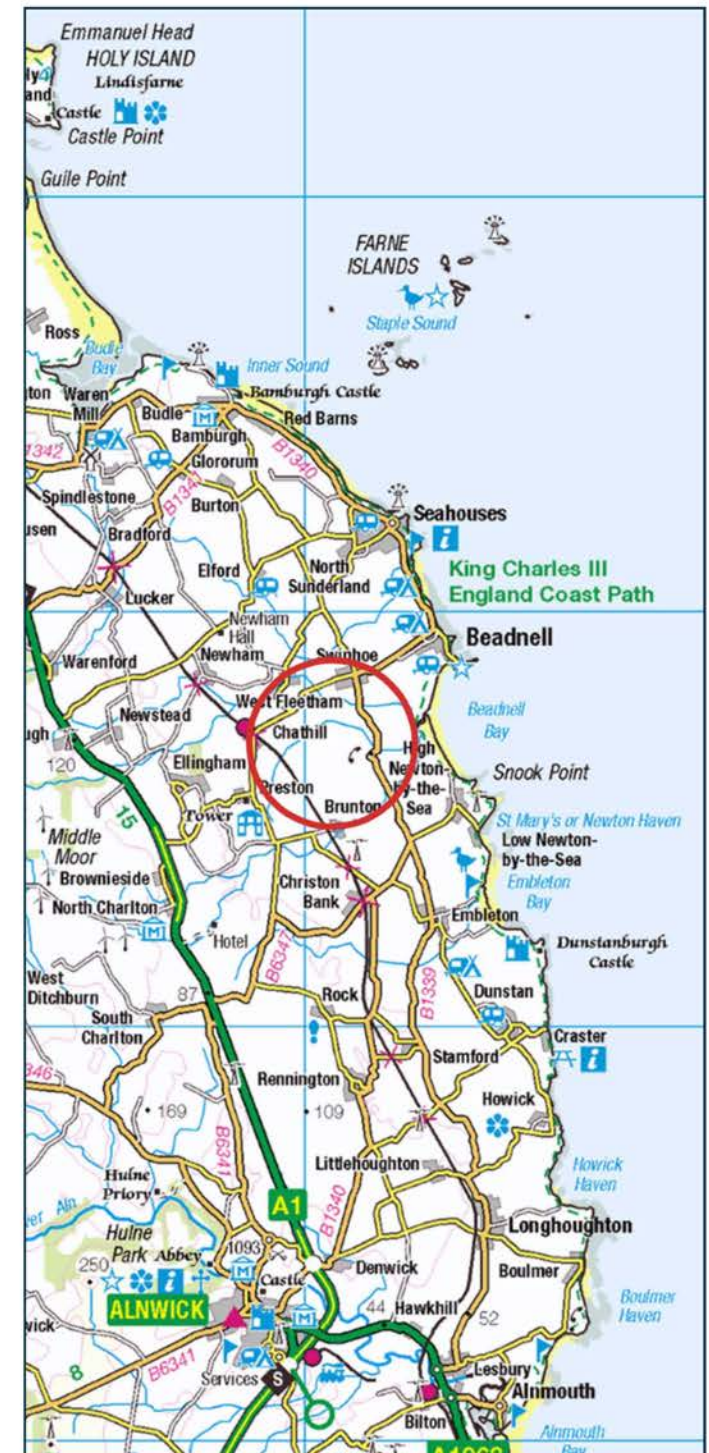 Emmanuel Head
HOLY ISLAND
Lindisfarne
Castle
Castle Point
Guile Point
FARNE
ISLANDS
Staple Sound
Ross
Budle
Bay
Inner Sound
Bamburgh Castle
Waren
Mill
Budle
M
Red Barns
Bamburgh
B1340
1342
Glororum
B1341
Spindlestone
Burton
Seahouses
i
Bradford
Elford
North
Sunderland
King Charles III
England Coast Path
Lucker
Newham
Hall
Beadnell
Warenford
Newham
Swinhoe
West Fleetham
Beadnell
Bay
Newstead
Chathill
120
High
Newton-
by-the-
Sea
Snook Point
Ellingham
Preston
15
Tower
Brunton
St Mary's or Newton Haven
Low Newton-
by-the-Sea
Middle
Moor
Brownieside
Christon
Bank
Embleton
Bay
North Charlton
M
Embleton
Hotel
Dunstanburgh
Castle
B6347
West
Ditchburn
87
Rock
B1339
Dunstan
South
Charlton
Craster
i
346
Stamford
Rennington
Howick
169
109
B6341
Littlehoughton
Howick
Haven
Hulne
Priory
A1
B1340
Longhoughton
Hulne
Park
Abbey
1093
Denwick
Boulmer
250
i
M
Castle
Boulmer
Haven
ALNWICK
M
44
Hawkhill
52
B6341
8
Services
S
Lesbury
Alnmouth
Bilton
Alnmouth
Bay
A1068